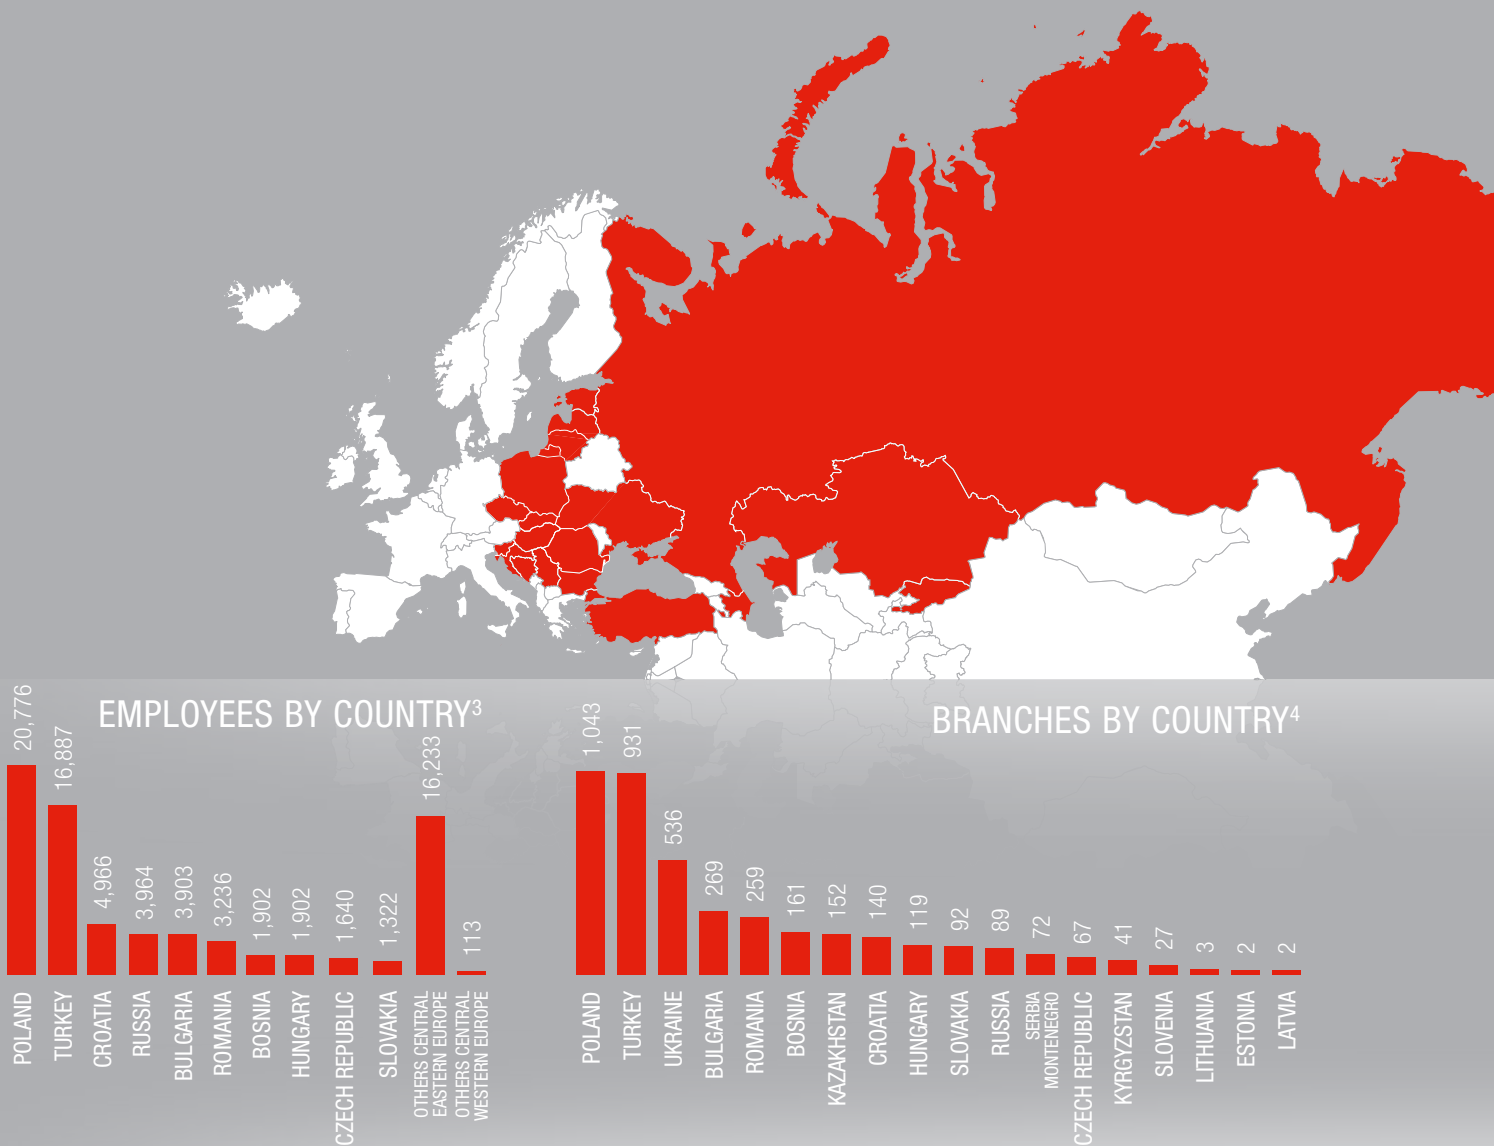 EMPLOYEES BY COUNTRY3
20,776
16,887
4,966
3,964
3,903
3,236
1,902
1,902
1,640
1,322
16,233
113
POLAND
TURKEY
CROATIA
RUSSIA
BULGARIA
ROMANIA
BOSNIA
HUNGARY
CZECH REPUBLIC
SLOVAKIA
OTHERS CENTRAL
EASTERN EUROPE
OTHERS CENTRAL
WESTERN EUROPE
BRANCHES BY COUNTRY4
1,043
931
536
269
259
161
152
140
119
92
89
72
67
41
27
3
2
2
POLAND
TURKEY
UKRAINE
BULGARIA
ROMANIA
BOSNIA
KAZAKHSTAN
CROATIA
HUNGARY
SLOVAKIA
RUSSIA
SERBIA
MONTENEGRO
CZECH REPUBLIC
KYRGYZSTAN
SLOVENIA
LITHUANIA
ESTONIA
LATVIA